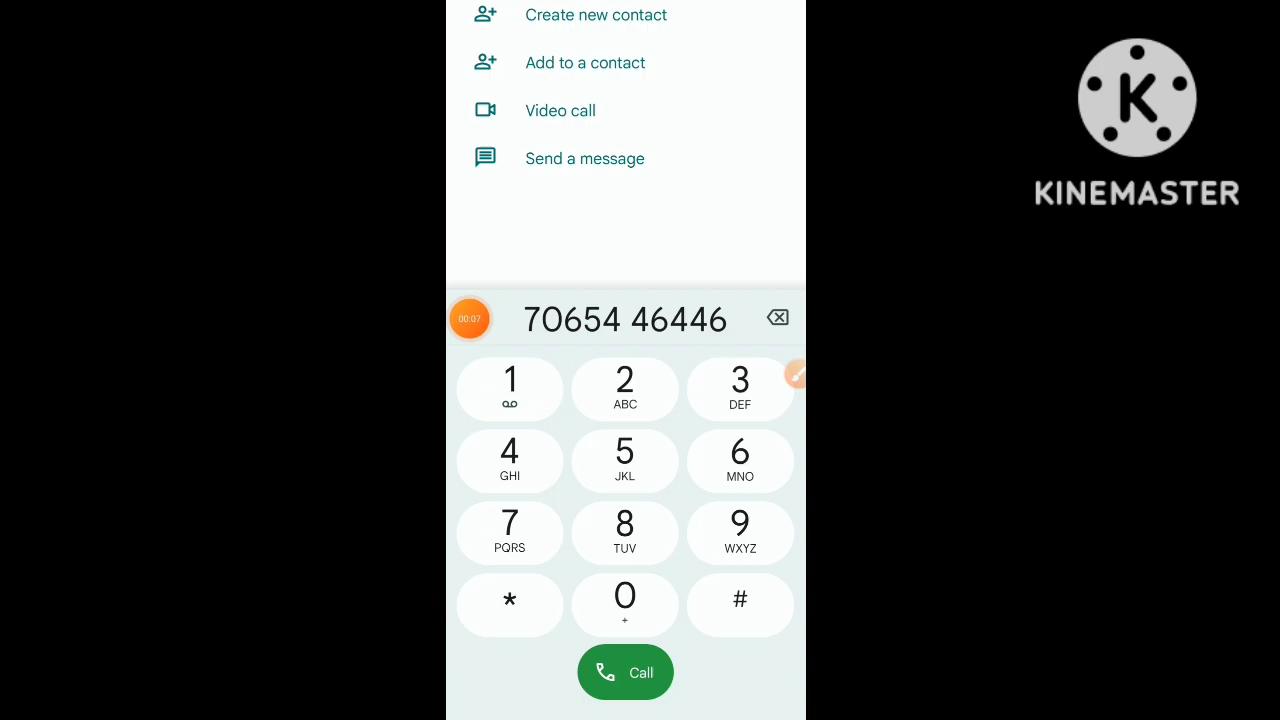 Create new contact
Add to a contact
Video call
Send a message
K
KINEMASTER
00:07
70654 46446
1
2
ABC
3
DEF
4
GHI
5
JKL
6
MNO
7
PQRS
8
TUV
9
WXYZ
*
0
+
#
Call